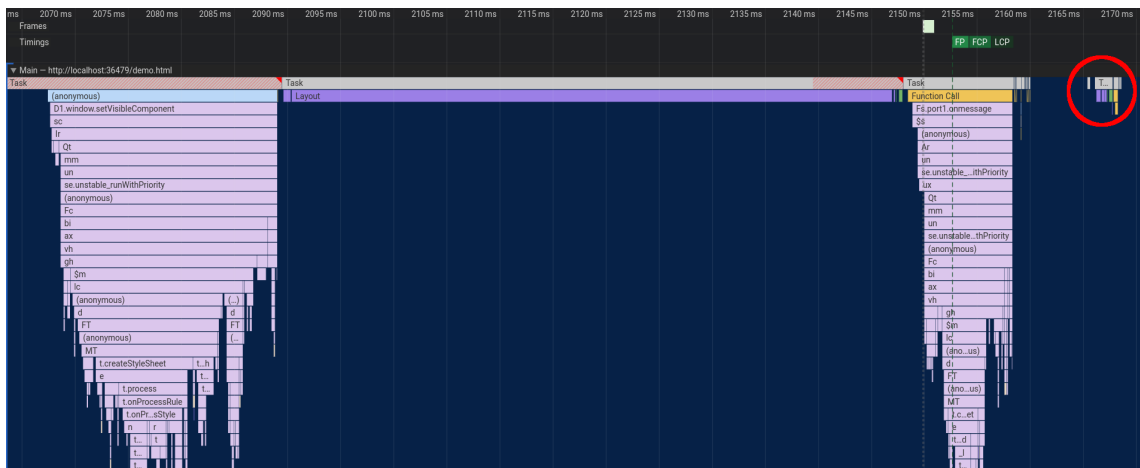 ms 2070 ms 2075 ms 2080 ms 2085 ms 2090 ms 2095 ms 2100 ms 2105 ms 2110 ms 2115 ms 2120 ms 2125 ms 2130 ms 2135 ms 2140 ms 2145 ms 2150 ms 2155 ms 2160 ms 2165 ms 2170 ms
Frames
Timings FP FCP LCP
▼ Main — http://localhost:36479/demo.html
Task Task Task T...
(anonymous) Layout Function Call
D1.window.setVisibleComponent Fs.port1.onmessage
sc $s
lr (anonymous)
Qt Ar
mm un
un se.unstable_...ithPriority
se.unstable_runWithPriority ux
(anonymous) Qt
Fc mm
bi un
ax se.unstable...thPriority
vh (anonymous)
gh Fc
$m bi
lc ax
(anonymous) (...) vh
d d gh
FT FT $m
(anonymous) (... lc
MT (ano...us)
t.createStyleSheet t...h d
e t... FT
t.process t... (ano...us)
t.onProcessRule MT
t.onPr...sStyle t.c...et
n r e
t... t t...d
t... _l
t... t...